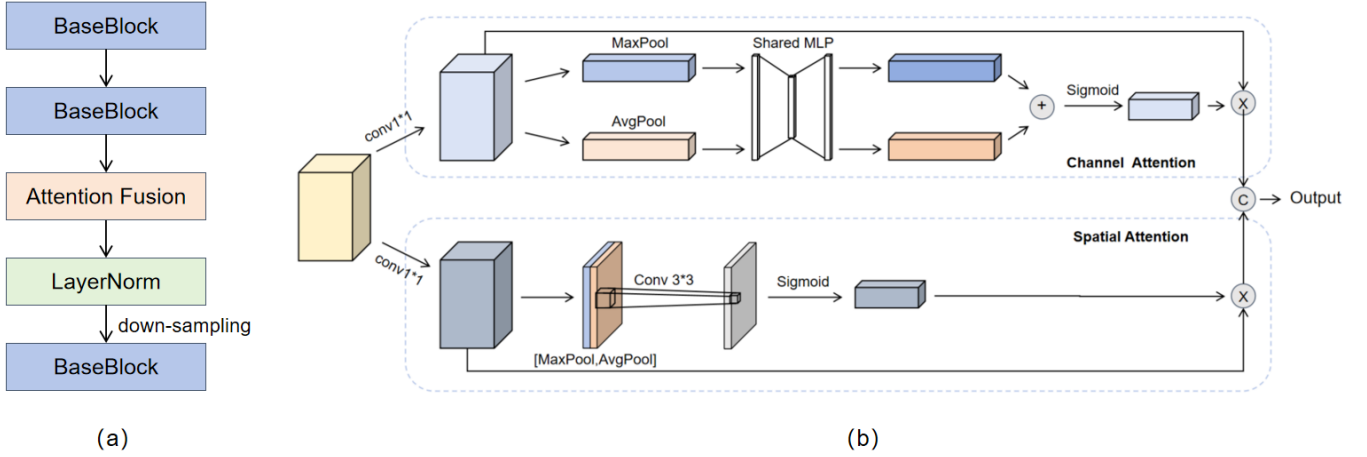 BaseBlock
BaseBlock
Attention Fusion
LayerNorm
down-sampling
BaseBlock
(a)
conv1*1
conv1*1
MaxPool
Shared MLP
AvgPool
+
Sigmoid
X
Channel Attention
C
Output
Spatial Attention
Conv 3*3
Sigmoid
X
[MaxPool,AvgPool]
(b)